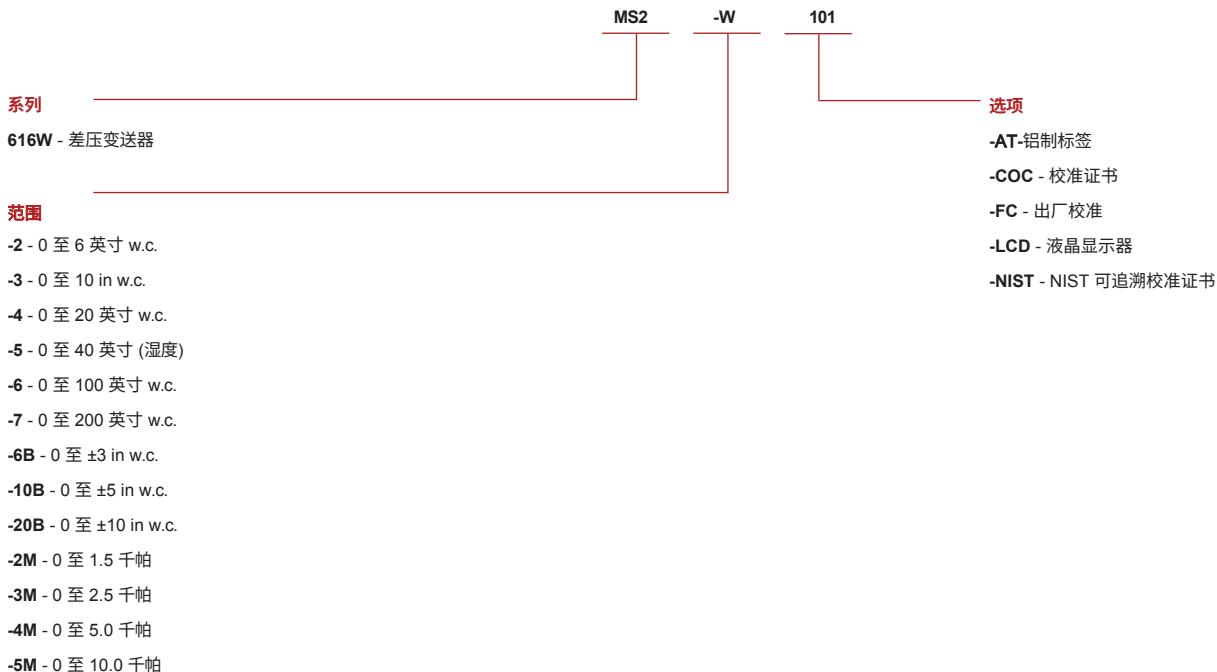 MS2 -W 101
系列
616W - 差压变送器
范围
-2 - 0 至 6 英寸 w.c.
-3 - 0 至 10 in w.c.
-4 - 0 至 20 英寸 w.c.
-5 - 0 至 40 英寸 (湿度)
-6 - 0 至 100 英寸 w.c.
-7 - 0 至 200 英寸 w.c.
-6B - 0 至 ±3 in w.c.
-10B - 0 至 ±5 in w.c.
-20B - 0 至 ±10 in w.c.
-2M - 0 至 1.5 千帕
-3M - 0 至 2.5 千帕
-4M - 0 至 5.0 千帕
-5M - 0 至 10.0 千帕
选项
-AT-铝制标签
-COC - 校准证书
-FC - 出厂校准
-LCD - 液晶显示器
-NIST - NIST 可追溯校准证书